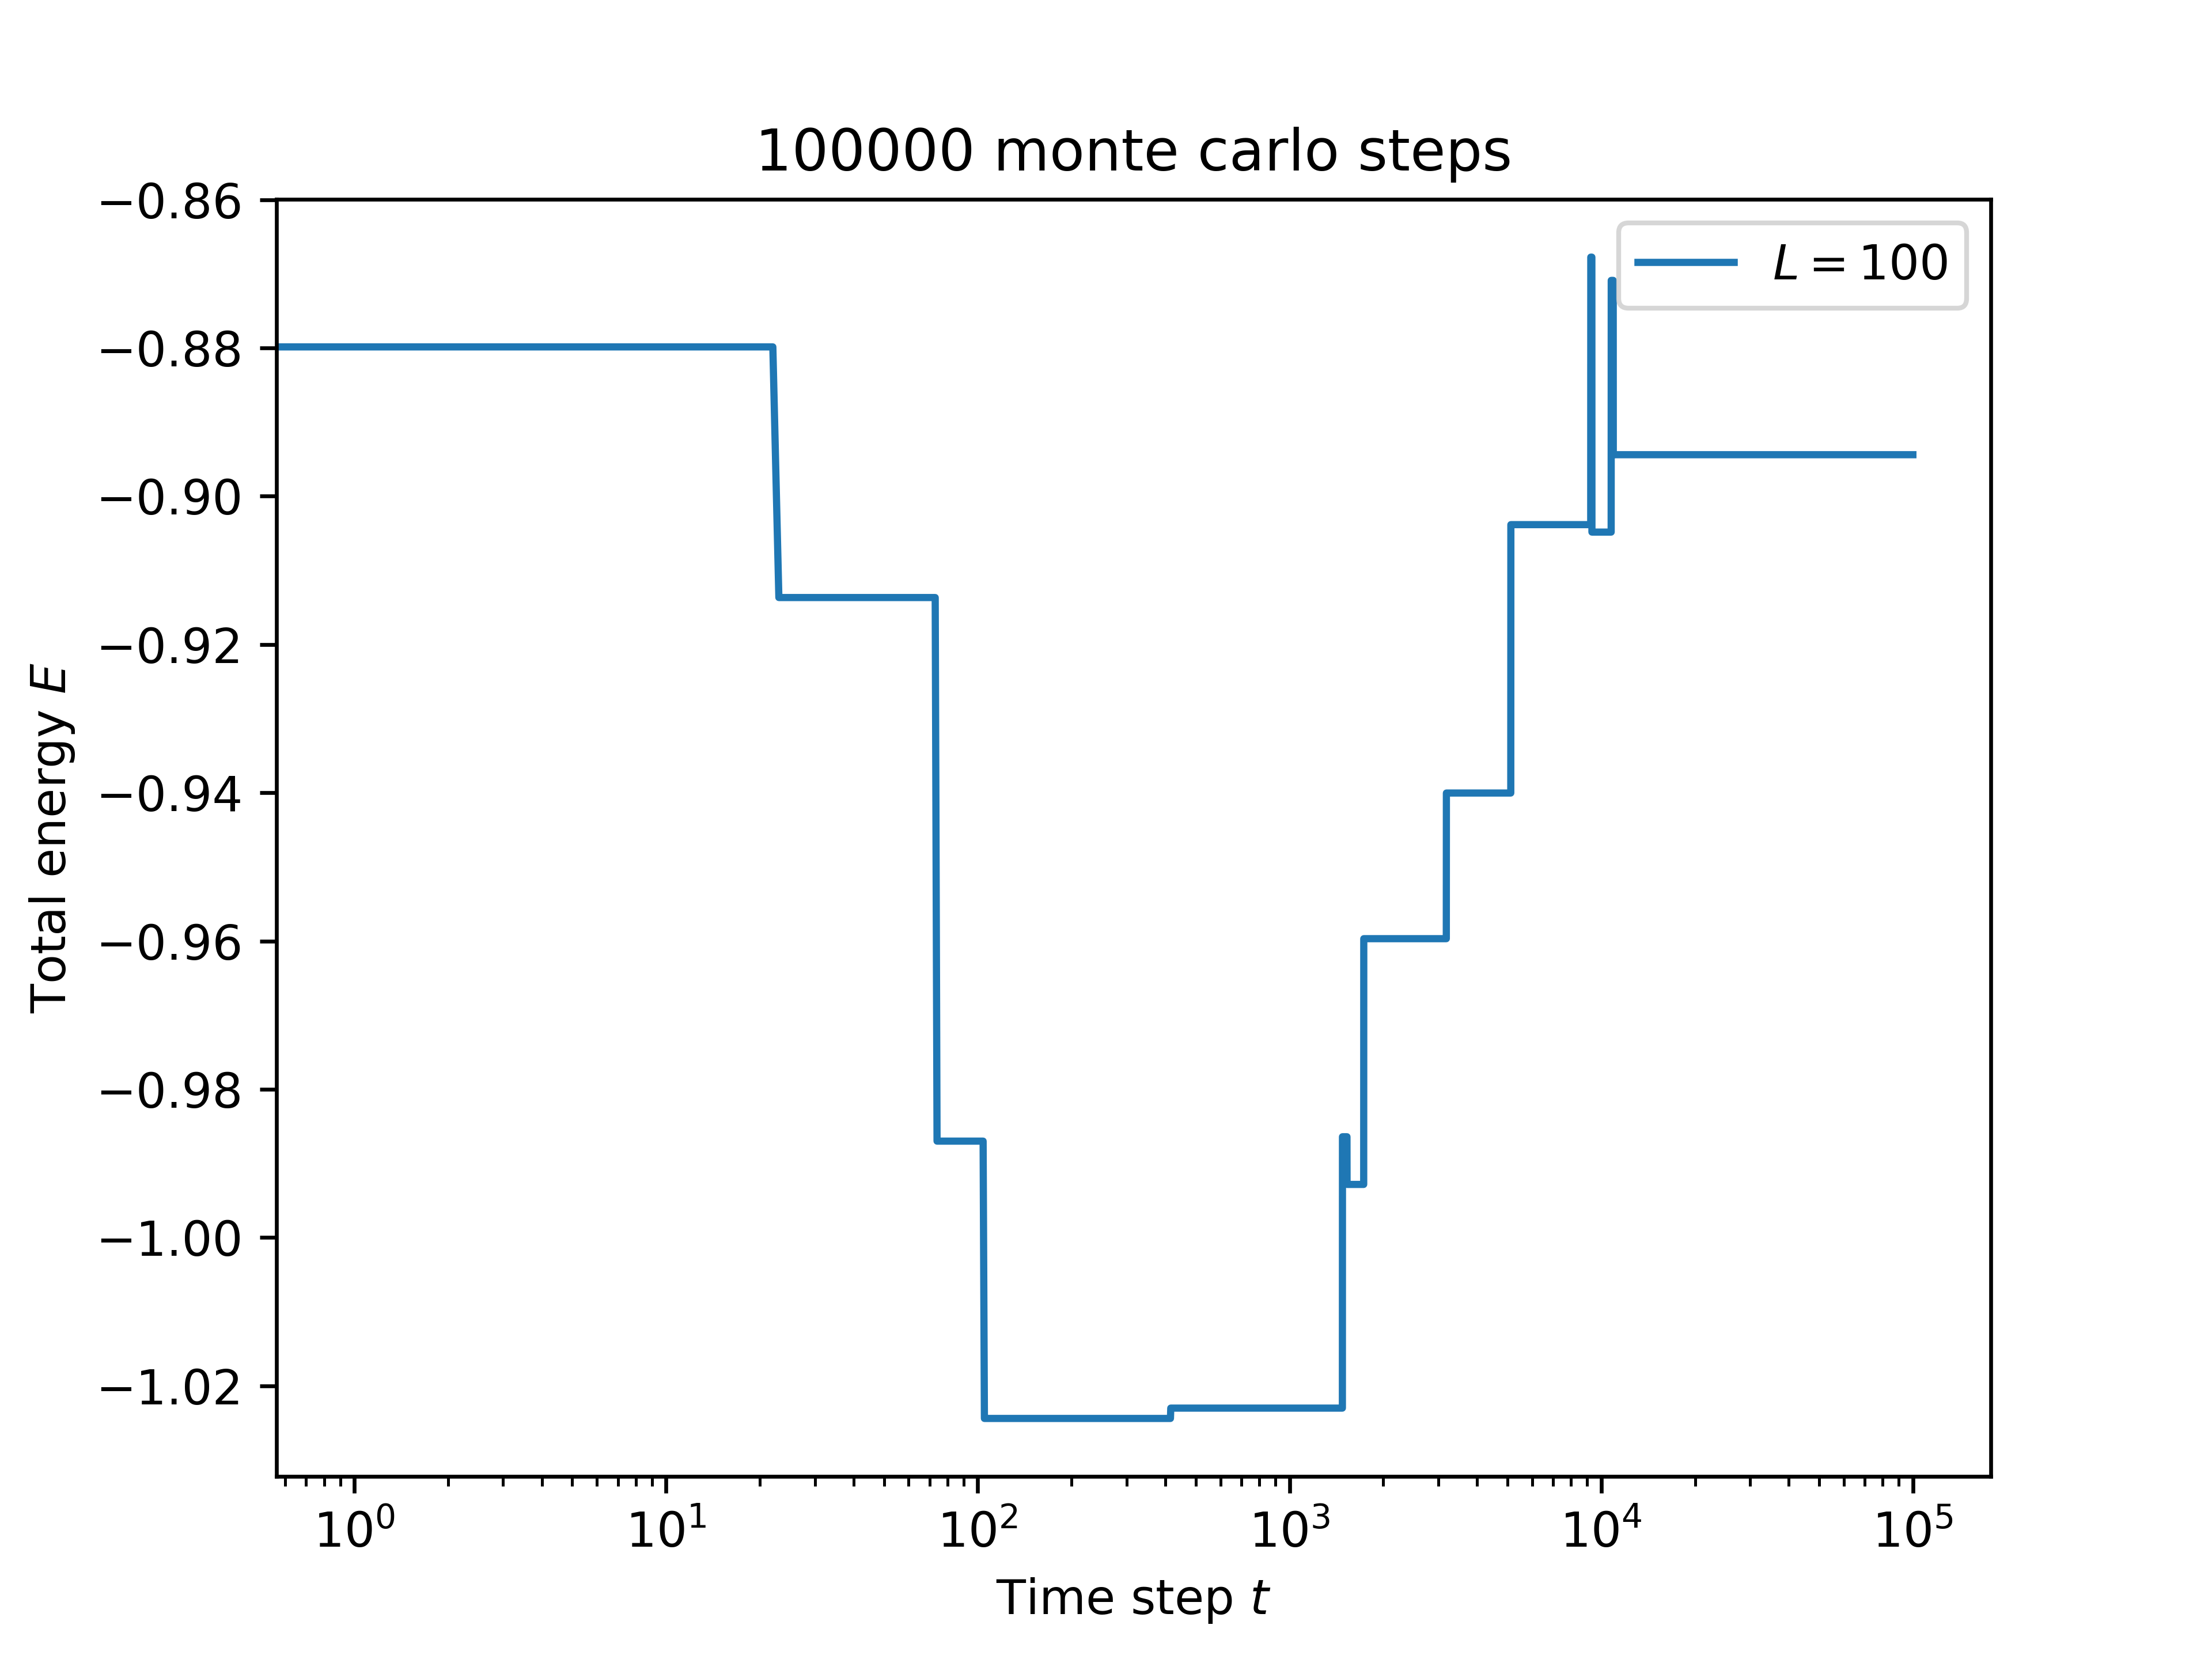 100000 monte carlo steps
−0.86
−0.88
−0.90
−0.92
−0.94
−0.96
−0.98
−1.00
−1.02
Total energy E
L = 100
10⁰ 10¹ 10² 10³ 10⁴ 10⁵
Time step t